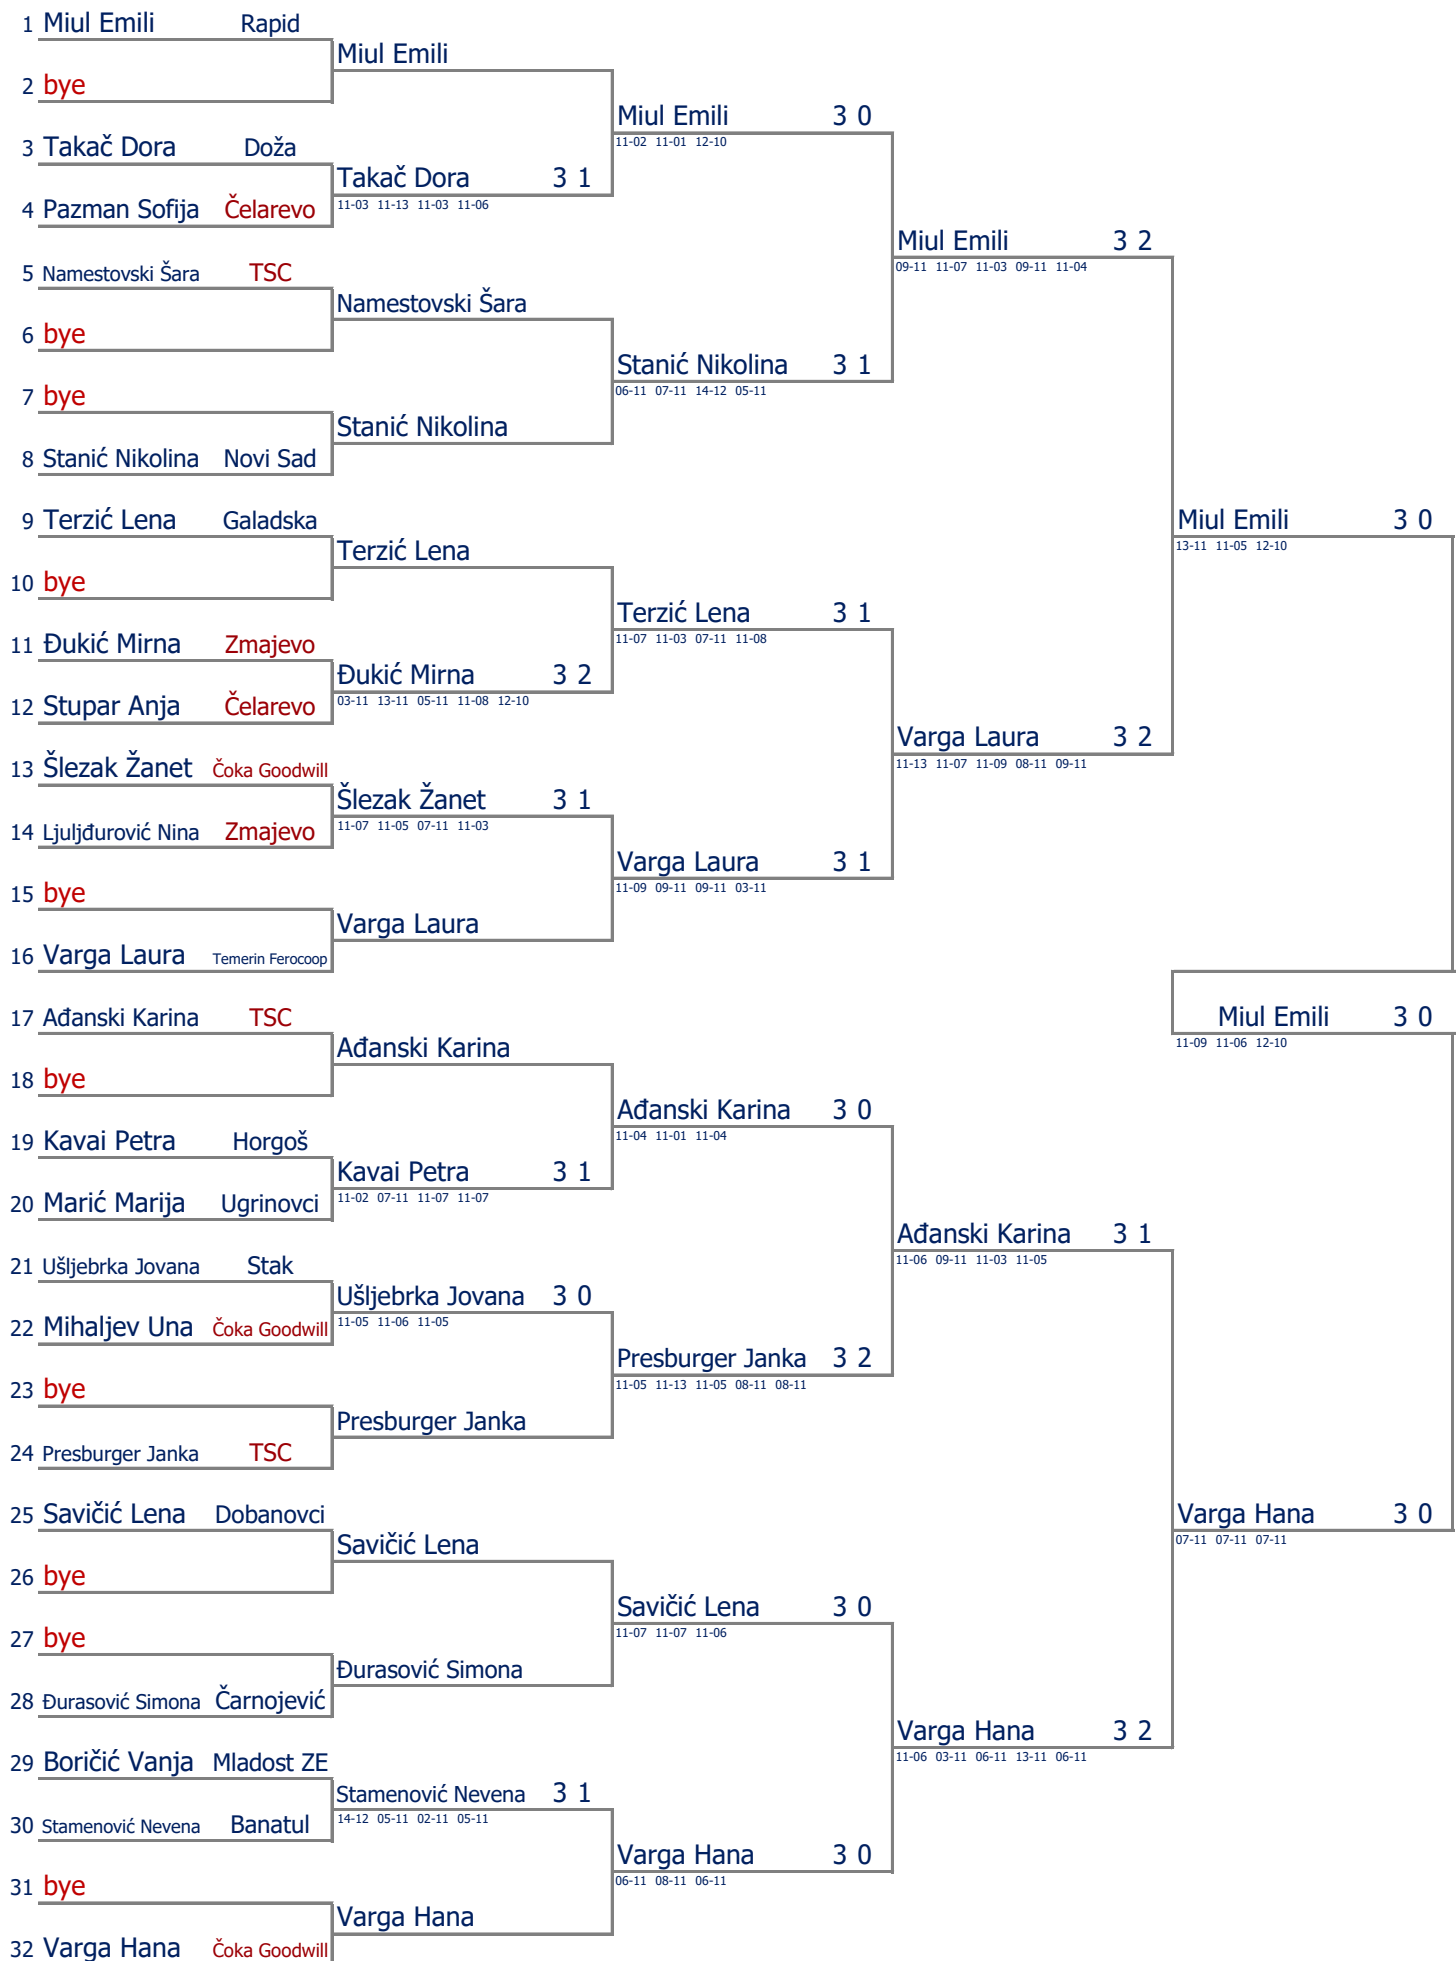 1 Miul Emili Rapid
Miul Emili
2 bye
Miul Emili 3 0
11-02 11-01 12-10
3 Takač Dora Doža
Takač Dora 3 1
11-03 11-13 11-03 11-06
4 Pazman Sofija Čelarevo
Miul Emili 3 2
09-11 11-07 11-03 09-11 11-04
5 Namestovski Šara TSC
Namestovski Šara
6 bye
Stanić Nikolina 3 1
06-11 07-11 14-12 05-11
7 bye
Stanić Nikolina
8 Stanić Nikolina Novi Sad
Miul Emili 3 0
13-11 11-05 12-10
9 Terzić Lena Galadska
Terzić Lena
10 bye
Terzić Lena 3 1
11-07 11-03 07-11 11-08
11 Đukić Mirna Zmajevo
Đukić Mirna 3 2
03-11 13-11 05-11 11-08 12-10
12 Stupar Anja Čelarevo
Varga Laura 3 2
11-13 11-07 11-09 08-11 09-11
13 Šlezak Žanet Čoka Goodwill
Šlezak Žanet 3 1
11-07 11-05 07-11 11-03
14 Ljuljđurović Nina Zmajevo
Varga Laura 3 1
11-09 09-11 09-11 03-11
15 bye
Varga Laura
16 Varga Laura Temerin Ferocoop
17 Ađanski Karina TSC
Miul Emili 3 0
11-09 11-06 12-10
Ađanski Karina
18 bye
Ađanski Karina 3 0
11-04 11-01 11-04
19 Kavai Petra Horgoš
Kavai Petra 3 1
11-02 07-11 11-07 11-07
20 Marić Marija Ugrinovci
Ađanski Karina 3 1
11-06 09-11 11-03 11-05
21 Ušljebrka Jovana Stak
Ušljebrka Jovana 3 0
11-05 11-06 11-05
22 Mihaljev Una Čoka Goodwill
Presburger Janka 3 2
11-05 11-13 11-05 08-11 08-11
23 bye
Presburger Janka
24 Presburger Janka TSC
25 Savičić Lena Dobanovci
Varga Hana 3 0
07-11 07-11 07-11
Savičić Lena
26 bye
Savičić Lena 3 0
11-07 11-07 11-06
27 bye
Đurasović Simona
28 Đurasović Simona Čarnojević
Varga Hana 3 2
11-06 03-11 06-11 13-11 06-11
29 Boričić Vanja Mladost ZE
Stamenović Nevena 3 1
14-12 05-11 02-11 05-11
30 Stamenović Nevena Banatul
Varga Hana 3 0
06-11 08-11 06-11
31 bye
Varga Hana
32 Varga Hana Čoka Goodwill